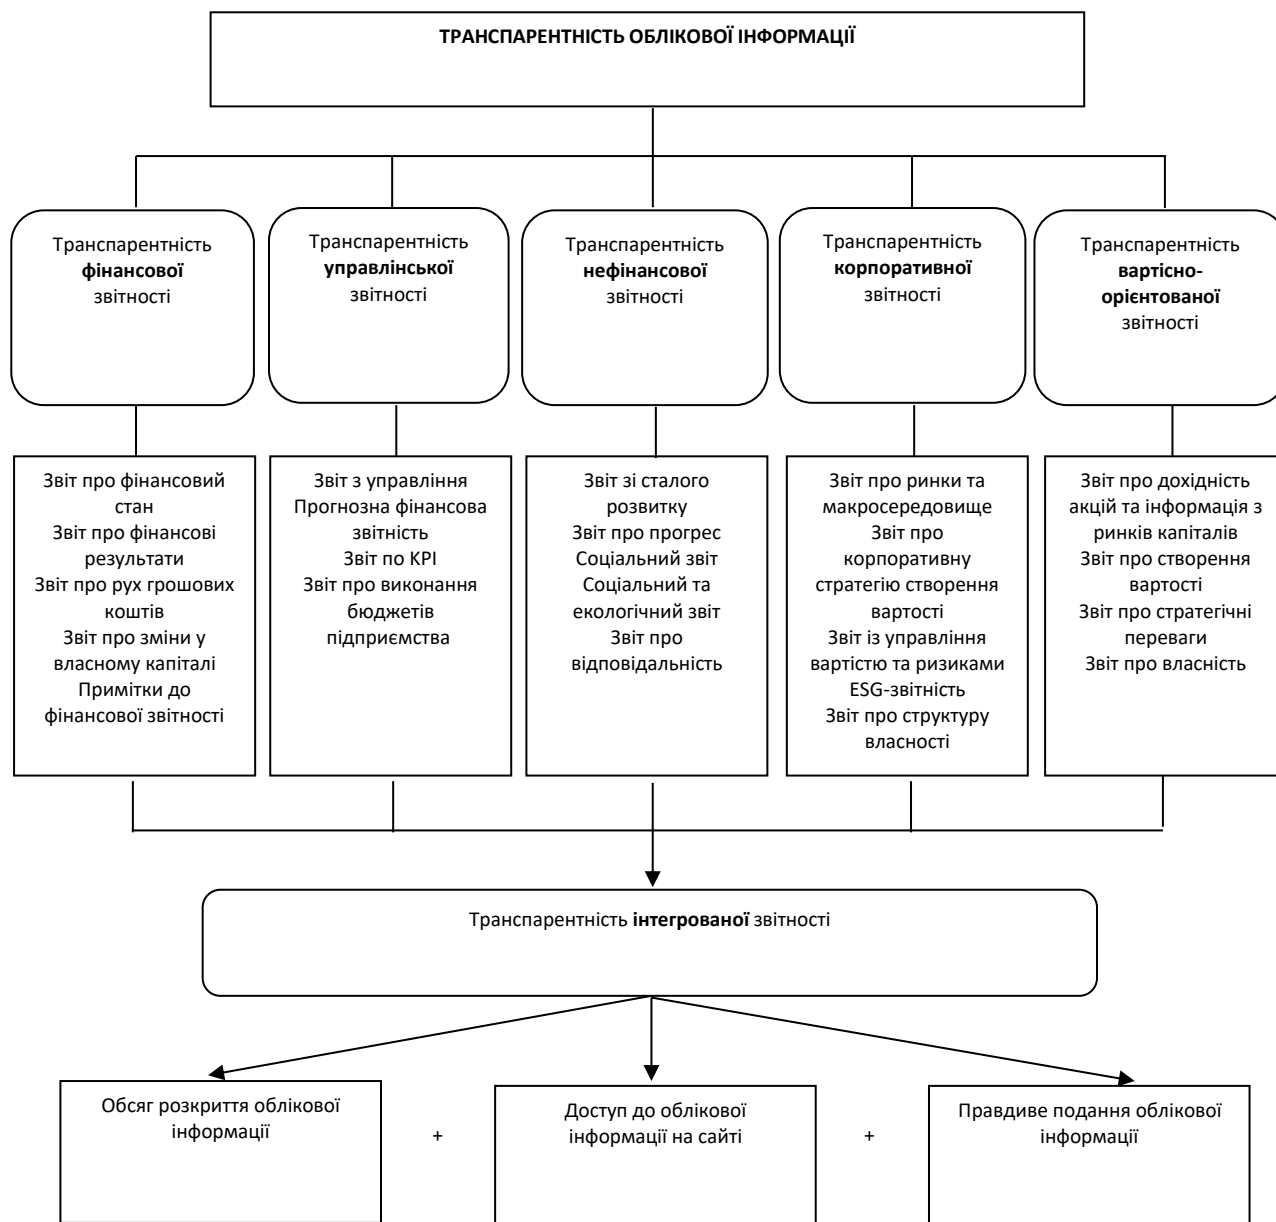 ТРАНСПАРЕНТНІСТЬ ОБЛІКОВОЇ ІНФОРМАЦІЇ
Транспарентність
фінансової
звітності
Транспарентність
управлінської
звітності
Транспарентність
нефінансової
звітності
Транспарентність
корпоративної
звітності
Транспарентність
вартісно-
орієнтованої
звітності
Звіт про фінансовий
стан
Звіт про фінансові
результати
Звіт про рух грошових
коштів
Звіт про зміни у
власному капіталі
Примітки до
фінансової звітності
Звіт з управління
Прогнозна фінансова
звітність
Звіт по KPI
Звіт про виконання
бюджетів
підприємства
Звіт зі сталого
розвитку
Звіт про прогрес
Соціальний звіт
Соціальний та
екологічний звіт
Звіт про
відповідальність
Звіт про ринки та
макросередовище
Звіт про
корпоративну
стратегію створення
вартості
Звіт із управління
вартістю та ризиками
ESG-звітність
Звіт про структуру
власності
Звіт про дохідність
акцій та інформація з
ринків капіталів
Звіт про створення
вартості
Звіт про стратегічні
переваги
Звіт про власність
Транспарентність інтегрованої звітності
Обсяг розкриття облікової
інформації
+
Доступ до облікової
інформації на сайті
+
Правдиве подання облікової
інформації